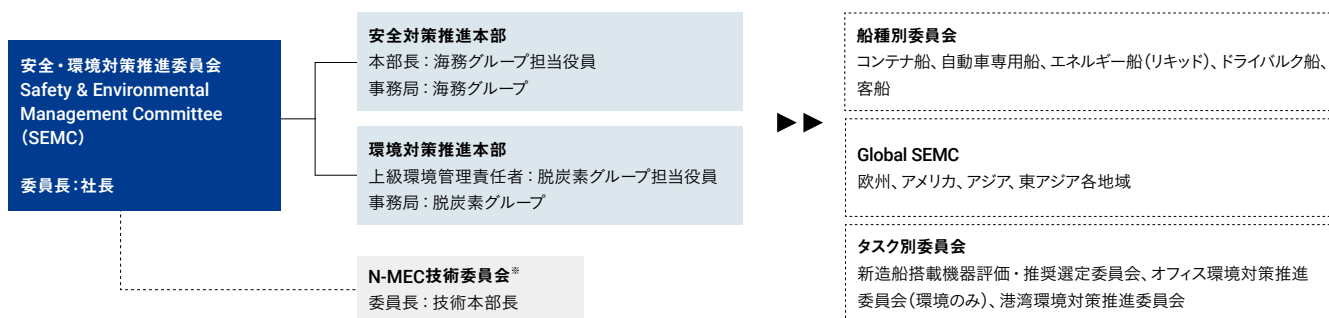 安全・環境対策推進委員会
Safety & Environmental
Management Committee
（SEMC）
委員長：社長
安全対策推進本部
本部長：海務グループ担当役員
事務局：海務グループ
環境対策推進本部
上級環境管理責任者：脱炭素グループ担当役員
事務局：脱炭素グループ
N-MEC技術委員会※
委員長：技術本部長
▶▶
船種別委員会
コンテナ船、自動車専用船、エネルギー船（リキッド）、ドライバルク船、
客船
Global SEMC
欧州、アメリカ、アジア、東アジア各地域
タスク別委員会
新造船搭載機器評価・推奨選定委員会、オフィス環境対策推進
委員会（環境のみ）、港湾環境対策推進委員会